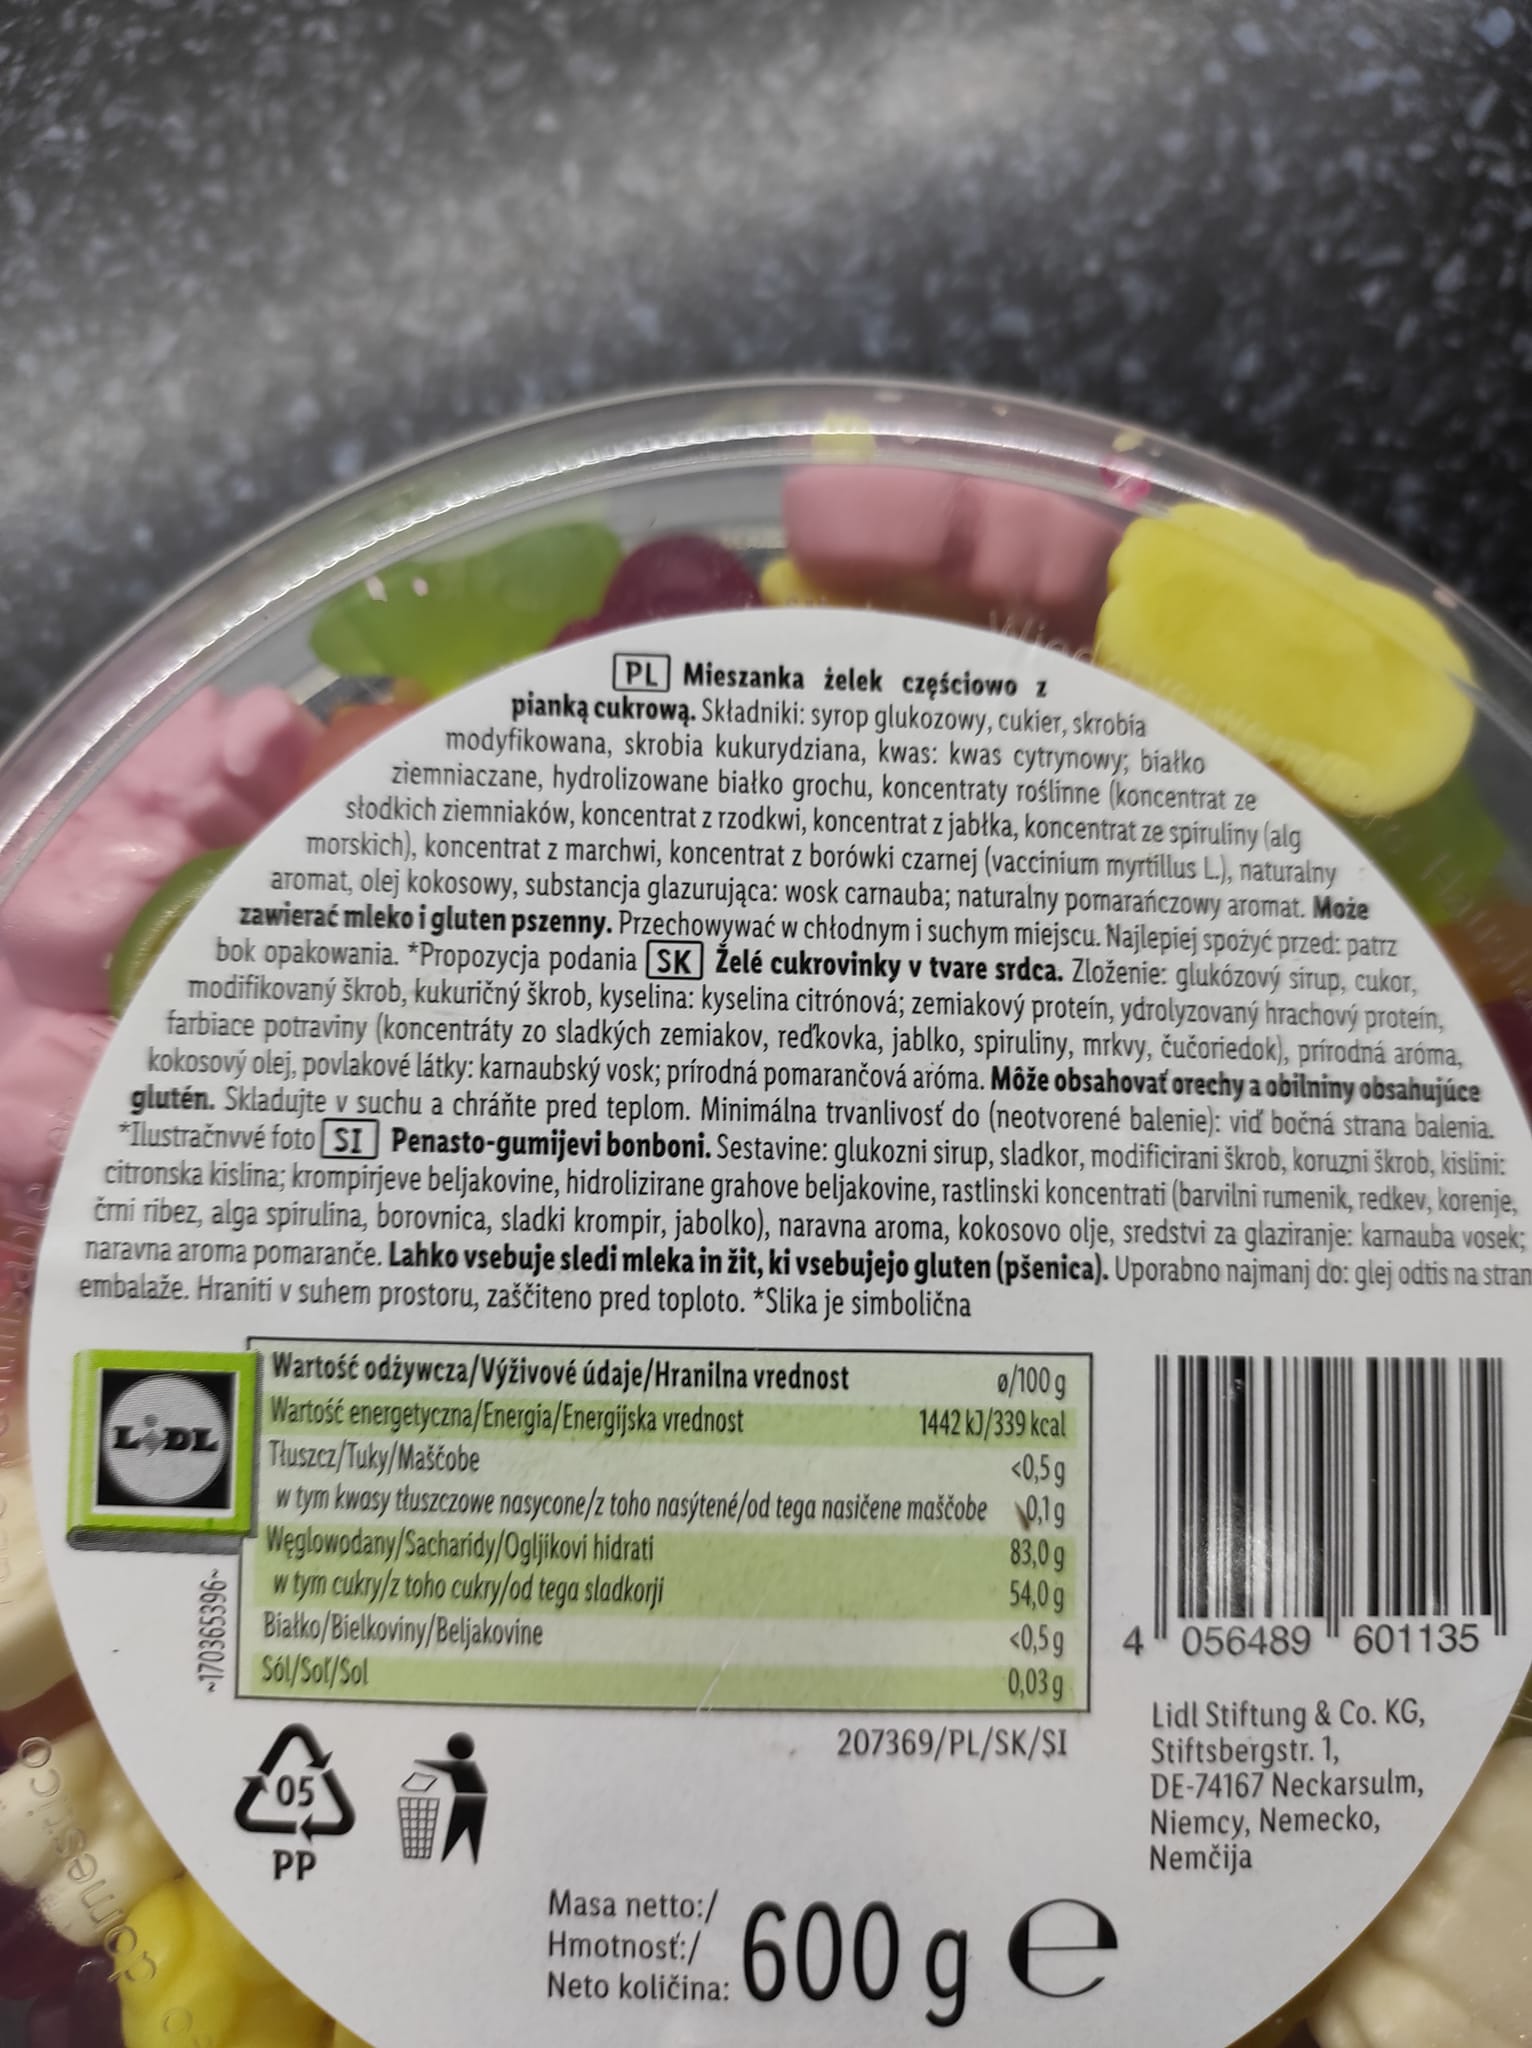 PL Mieszanka żelek częściowo z
pianką cukrową. Składniki: syrop glukozowy, cukier, skrobia
modyfikowana, skrobia kukurydziana, kwas: kwas cytrynowy; białko
ziemniaczane, hydrolizowane białko grochu, koncentraty roślinne (koncentrat ze
słodkich ziemniaków, koncentrat z rzodkwi, koncentrat z jabłka, koncentrat ze spiruliny (alg
morskich), koncentrat z marchwi, koncentrat z borówki czarnej (vaccinium myrtillus L.), naturalny
aromat, olej kokosowy, substancja glazurująca: wosk carnauba; naturalny pomarańczowy aromat. Może
zawierać mleko i gluten pszenny. Przechowywać w chłodnym i suchym miejscu. Najlepiej spożyć przed: patrz
bok opakowania. *Propozycja podania SK Želé cukrovinky v tvare srdca. Zloženie: glukózový sirup, cukor,
modifikovaný škrob, kukuričný škrob, kyselina: kyselina citrónová; zemiakový proteín, ydrolyzovaný hrachový proteín,
farbiace potraviny (koncentráty zo sladkých zemiakov, reďkovka, jablko, spiruliny, mrkvy, čučoriedok), prírodná aróma,
kokosový olej, povlakové látky: karnaubský vosk; prírodná pomarančová aróma. Môže obsahovať orechy a obilniny obsahujúce
glutén. Skladujte v suchu a chráňte pred teplom. Minimálna trvanlivosť do (neotvorené balenie): viď bočná strana balenia.
*Ilustračnvvé foto SI Penasto-gumijevi bonboni. Sestavine: glukozni sirup, sladkor, modificirani škrob, koruzni škrob, kislini:
citronska kislina; krompirjeve beljakovine, hidrolizirane grahove beljakovine, rastlinski koncentrati (barvilni rumenik, redkev, korenje,
črni ribez, alga spirulina, borovnica, sladki krompir, jabolko), naravna aroma, kokosovo olje, sredstvi za glaziranje: karnauba vosek;
naravna aroma pomaranče. Lahko vsebuje sledi mleka in žit, ki vsebujejo gluten (pšenica). Uporabno najmanj do: glej odtis na stran
embalaže. Hraniti v suhem prostoru, zaščiteno pred toploto. *Slika je simbolična
Wartość odżywcza/Výživové údaje/Hranilna vrednost ø/100 g
Wartość energetyczna/Energia/Energijska vrednost 1442 kJ/339 kcal
Tłuszcz/Tuky/Maščobe <0,5 g
w tym kwasy tłuszczowe nasycone/z toho nasýtené/od tega nasičene maščobe 0,1 g
Węglowodany/Sacharidy/Ogljikovi hidrati 83,0 g
w tym cukry/z toho cukry/od tega sladkorji 54,0 g
Białko/Bielkoviny/Beljakovine <0,5 g
Sól/Soľ/Sol 0,03 g
LIDL
~170365396~
207369/PL/SK/SI
4 056489 601135
Lidl Stiftung & Co. KG,
Stiftsbergstr. 1,
DE-74167 Neckarsulm,
Niemcy, Nemecko,
Nemčija
05
PP
Masa netto:/
Hmotnosť:/
Neto količina:
600 g e